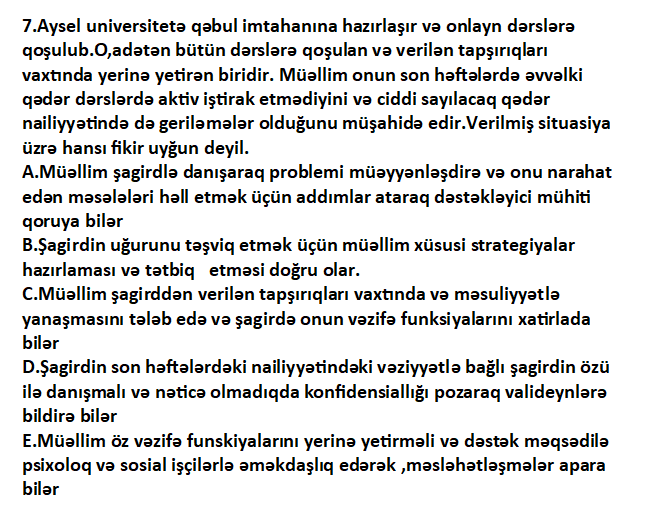 7.Aysel universitetə qəbul imtahanına hazırlaşır və onlayn dərslərə
qoşulub.O,adətən bütün dərslərə qoşulan və verilən tapşırıqları
vaxtında yerinə yetirən biridir. Müəllim onun son həftələrdə əvvəlki
qədər dərslərdə aktiv iştirak etmədiyini və ciddi sayılacaq qədər
nailiyyətində də geriləmələr olduğunu müşahidə edir.Verilmiş situasiya
üzrə hansı fikir uyğun deyil.
A.Müəllim şagirdlə danışaraq problemi müəyyənləşdirə və onu narahat
edən məsələləri həll etmək üçün addımlar ataraq dəstəkləyici mühiti
qoruya bilər
B.Şagirdin uğurunu təşviq etmək üçün müəllim xüsusi strategiyalar
hazırlaması və tətbiq   etməsi doğru olar.
C.Müəllim şagirddən verilən tapşırıqları vaxtında və məsuliyyətlə
yanaşmasını tələb edə və şagirdə onun vəzifə funksiyalarını xatirlada
bilər
D.Şagirdin son həftələrdəki nailiyyətindəki vəziyyətlə bağlı şagirdin özü
ilə danışmalı və nəticə olmadıqda konfidensiallığı pozaraq valideynlərə
bildirə bilər
E.Müəllim öz vəzifə funskiyalarını yerinə yetirməli və dəstək məqsədilə
psixoloq və sosial işçilərlə əməkdaşlıq edərək ,məsləhətləşmələr apara
bilər